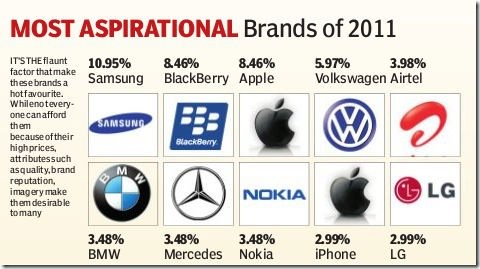 MOST ASPIRATIONAL Brands of 2011
IT'S THE flaunt
factor that make
these brands a
hot favourite.
While not every-
one can afford
them
because of their
high prices,
attributes such
as quality, brand
reputation,
imagery make
them desirable
to many
10.95% 8.46% 8.46% 5.97% 3.98%
Samsung BlackBerry Apple Volkswagen Airtel
SAMSUNG
BlackBerry
BMW
NOKIA
LG
3.48% 3.48% 3.48% 2.99% 2.99%
BMW Mercedes Nokia iPhone LG